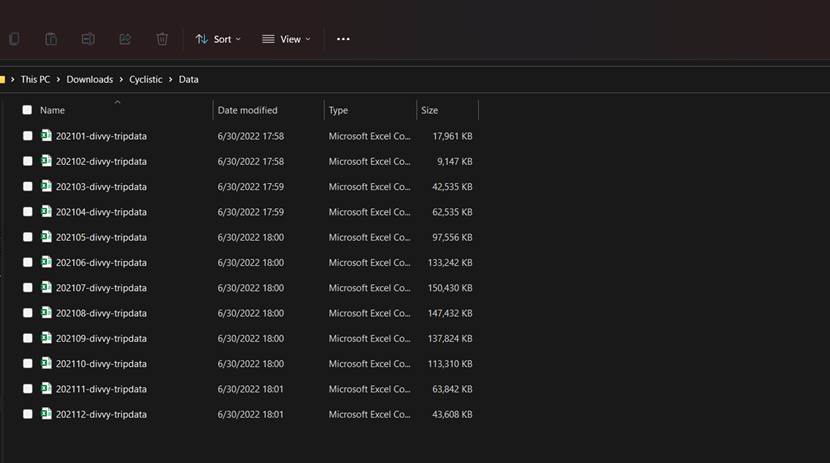 Sort View ...
This PC > Downloads > Cyclistic > Data
Name Date modified Type Size
202101-divvy-tripdata 6/30/2022 17:58 Microsoft Excel Co... 17,961 KB
202102-divvy-tripdata 6/30/2022 17:58 Microsoft Excel Co... 9,147 KB
202103-divvy-tripdata 6/30/2022 17:59 Microsoft Excel Co... 42,535 KB
202104-divvy-tripdata 6/30/2022 17:59 Microsoft Excel Co... 62,535 KB
202105-divvy-tripdata 6/30/2022 18:00 Microsoft Excel Co... 97,556 KB
202106-divvy-tripdata 6/30/2022 18:00 Microsoft Excel Co... 133,242 KB
202107-divvy-tripdata 6/30/2022 18:00 Microsoft Excel Co... 150,430 KB
202108-divvy-tripdata 6/30/2022 18:00 Microsoft Excel Co... 147,432 KB
202109-divvy-tripdata 6/30/2022 18:00 Microsoft Excel Co... 137,824 KB
202110-divvy-tripdata 6/30/2022 18:00 Microsoft Excel Co... 113,310 KB
202111-divvy-tripdata 6/30/2022 18:01 Microsoft Excel Co... 63,842 KB
202112-divvy-tripdata 6/30/2022 18:01 Microsoft Excel Co... 43,608 KB